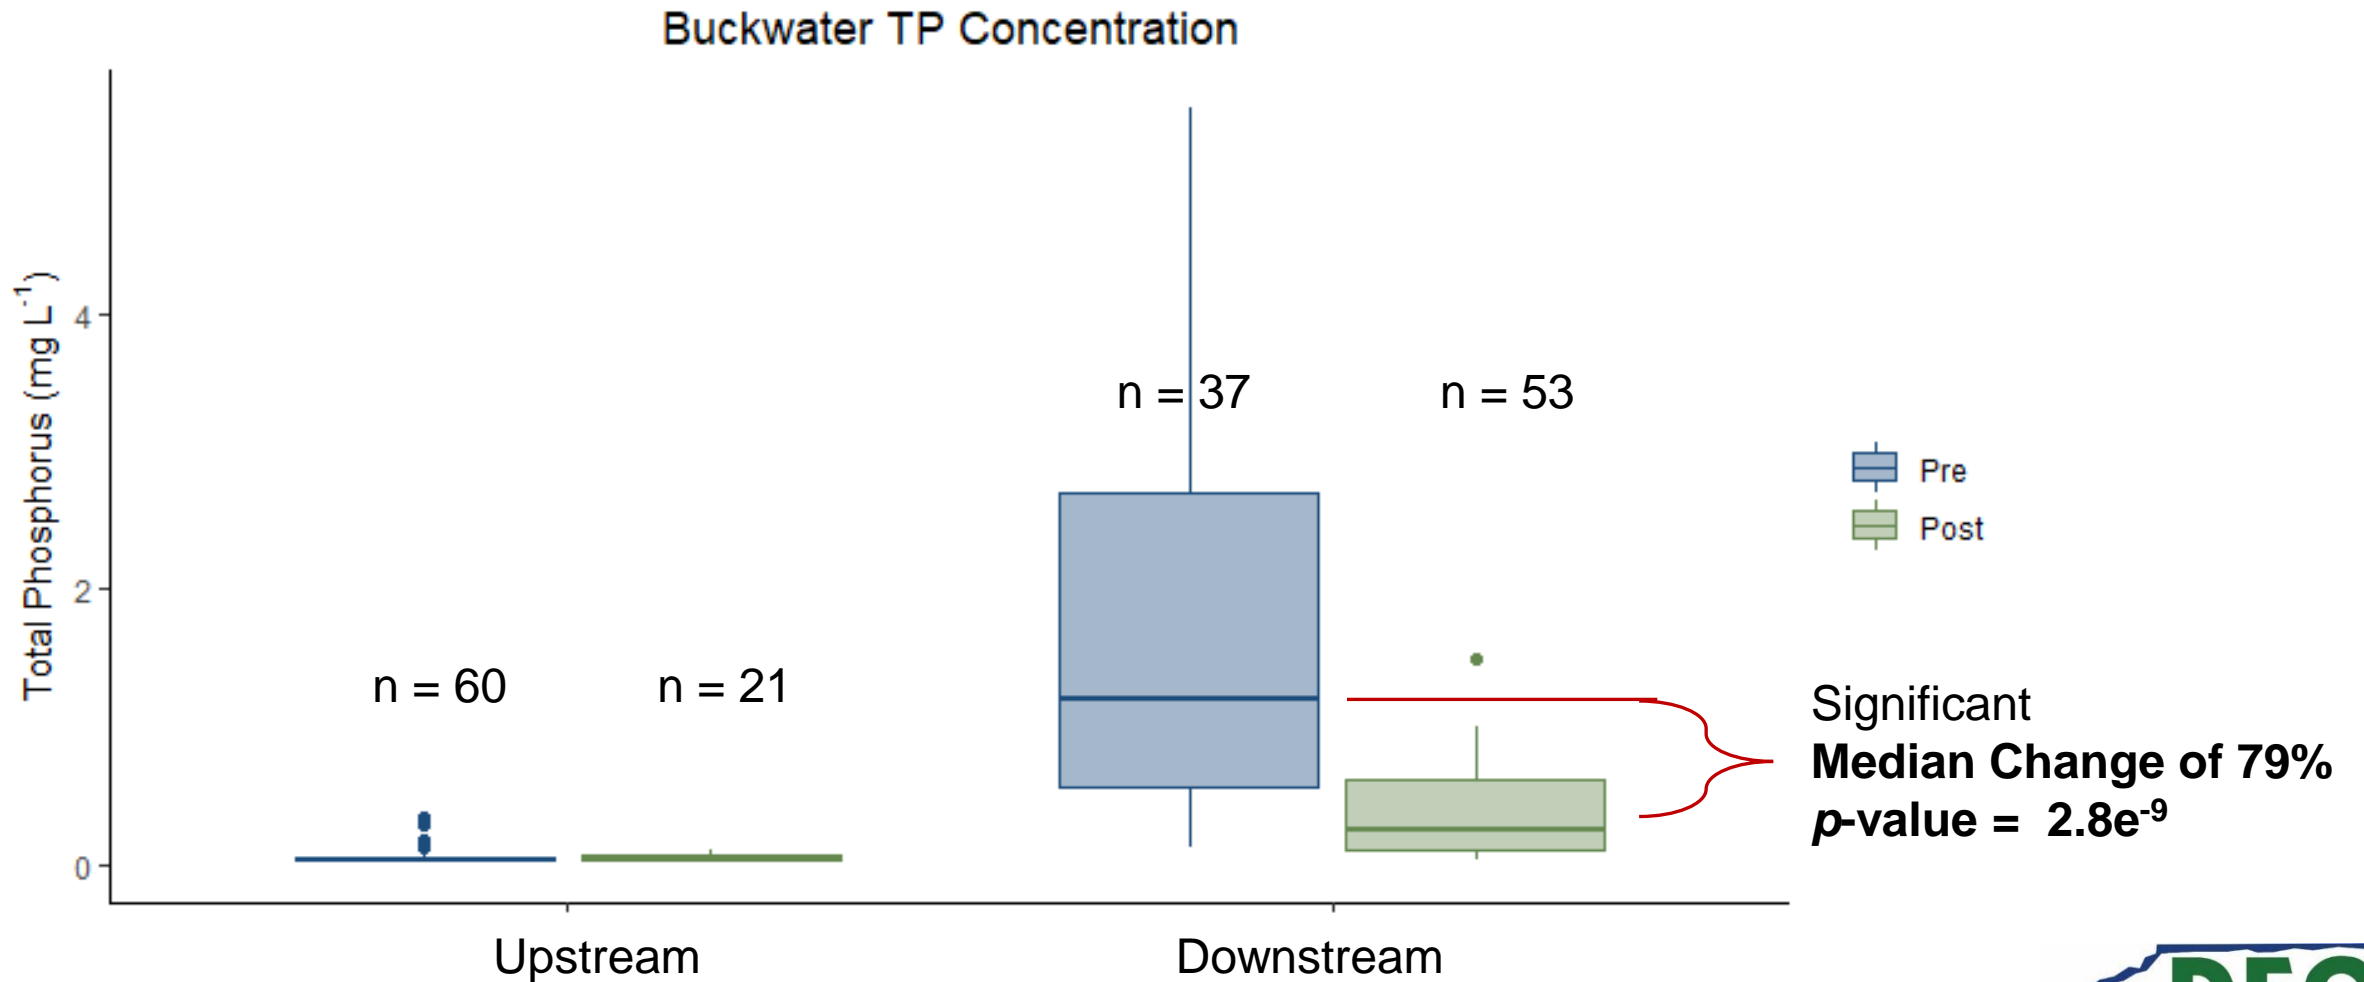 Buckwater TP Concentration
Total Phosphorus (mg L⁻¹)
4
2
0
n = 60
n = 21
n = 37
n = 53
Pre
Post
Significant
Median Change of 79%
p-value = 2.8e⁻⁹
Upstream
Downstream